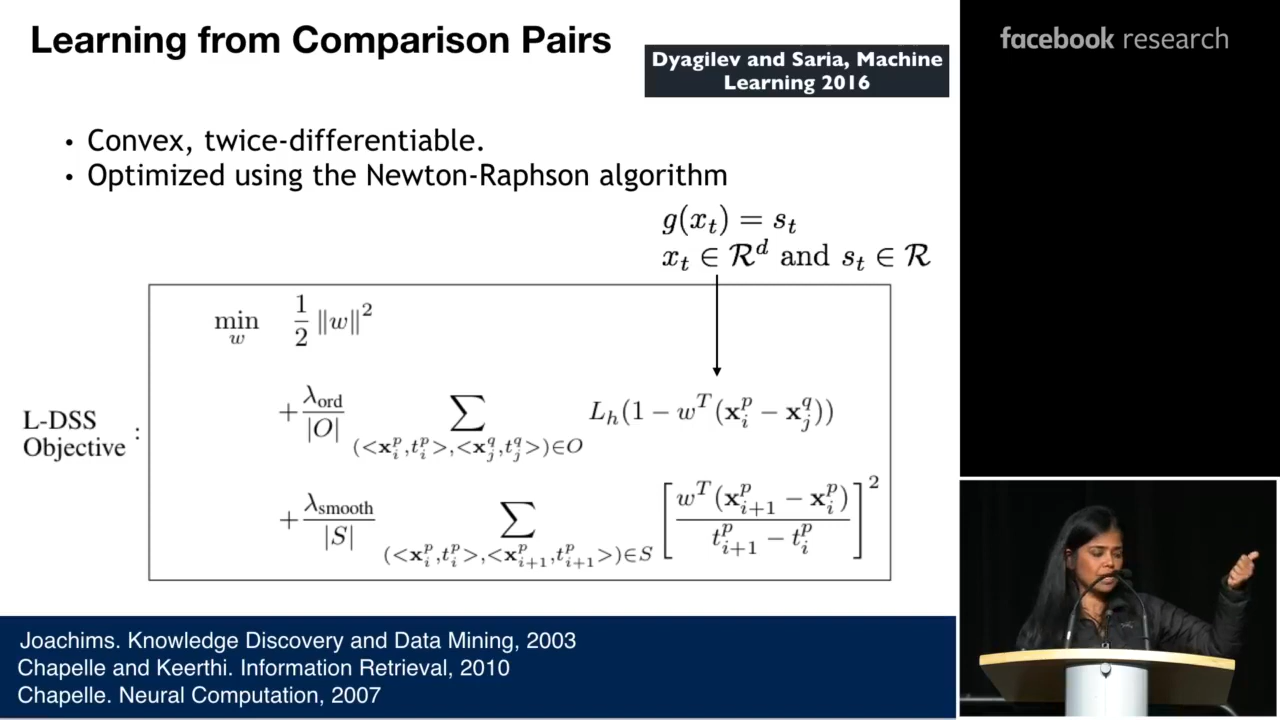 Learning from Comparison Pairs
facebook research
Dyagilev and Saria, Machine
Learning 2016
• Convex, twice-differentiable.
• Optimized using the Newton-Raphson algorithm
g(x_t) = s_t
x_t ∈ R^d and s_t ∈ R
L-DSS
Objective :
min_w 1/2 ‖w‖^2
+ λ_ord/|O| ∑_(<x_i^p,t_i^p>,<x_j^q,t_j^q>)∈O L_h(1 − w^T(x_i^p − x_j^q))
+ λ_smooth/|S| ∑_(<x_i^p,t_i^p>,<x_{i+1}^p,t_{i+1}^p>)∈S [w^T(x_{i+1}^p − x_i^p) / t_{i+1}^p − t_i^p]^2
Joachims. Knowledge Discovery and Data Mining, 2003
Chapelle and Keerthi. Information Retrieval, 2010
Chapelle. Neural Computation, 2007